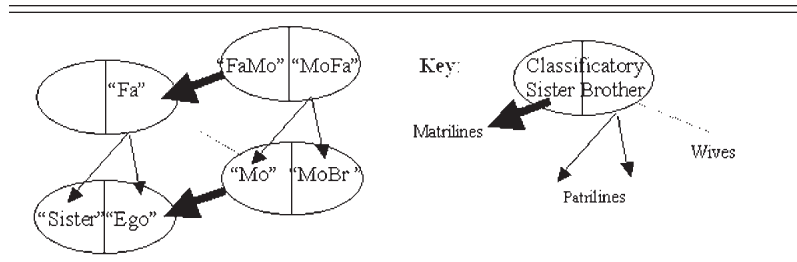 “FaMo” “MoFa”
“Fa”
“Mo” “MoBr”
“Sister” “Ego”
Key:
Classificatory
Sister Brother
Matrilines
Wives
Patrilines